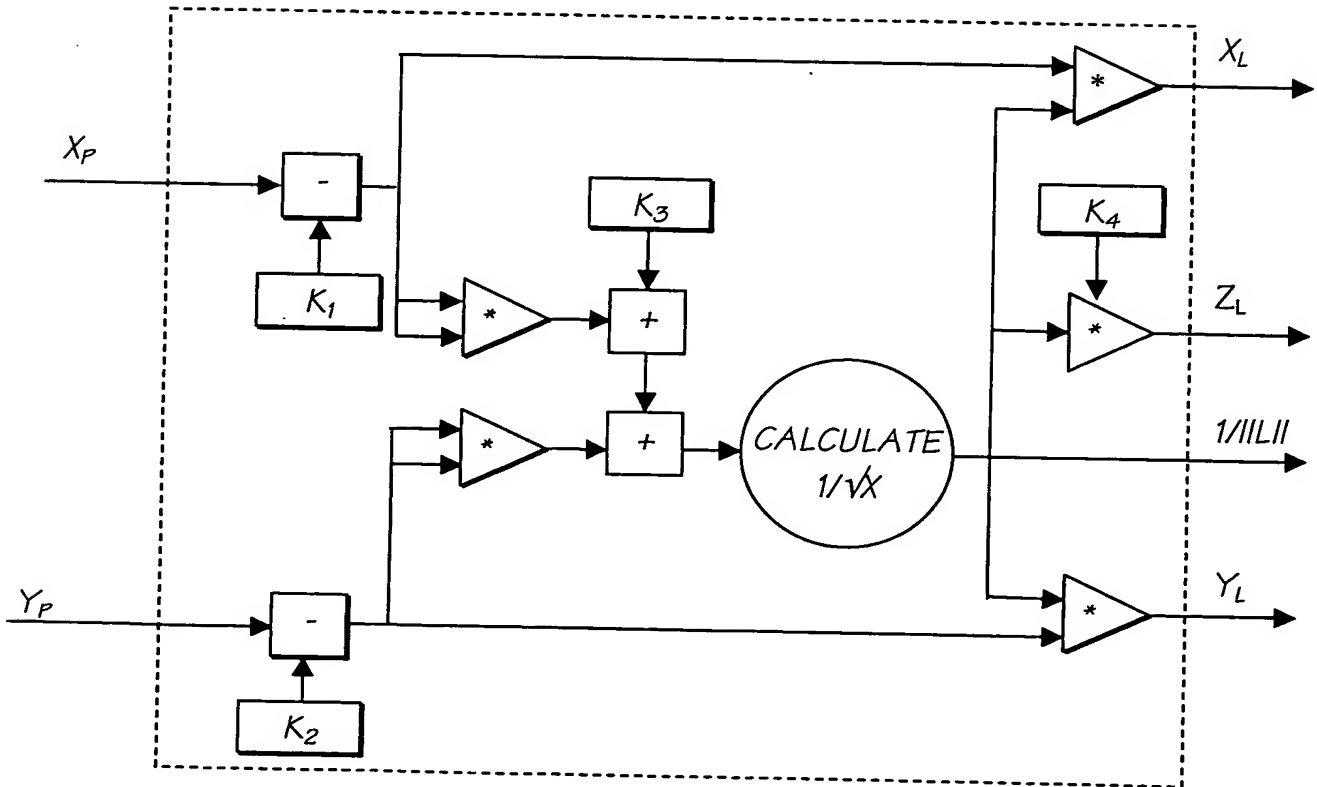 X_L
*
X_P
-
K_3
K_4
K_1
*
+
*
Z_L
*
+
CALCULATE
1/√X
1/||L||
Y_P
-
*
Y_L
K_2